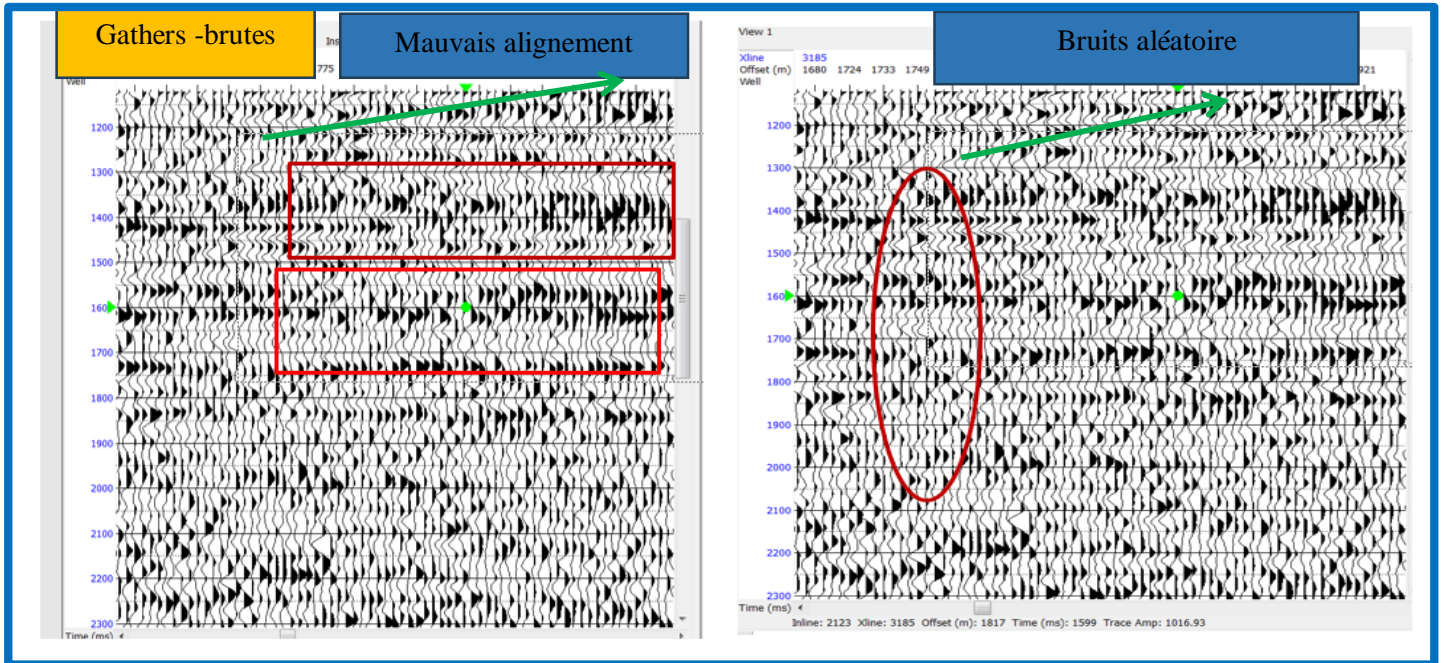 Gathers -brutes
Mauvais alignement
Ins
775
Well
1200
1300
1400
1500
160
1700
1800
1900
2000
2100
2200
2300
Time (ms)
View 1
Bruits aléatoire
Xline 3185
Offset (m) 1680 1724 1733 1749 921
Well
1200
1300
1400
1500
1600
1700
1800
1900
2000
2100
2200
2300
Time (ms)
Inline: 2123 Xline: 3185 Offset (m): 1817 Time (ms): 1599 Trace Amp: 1016.93